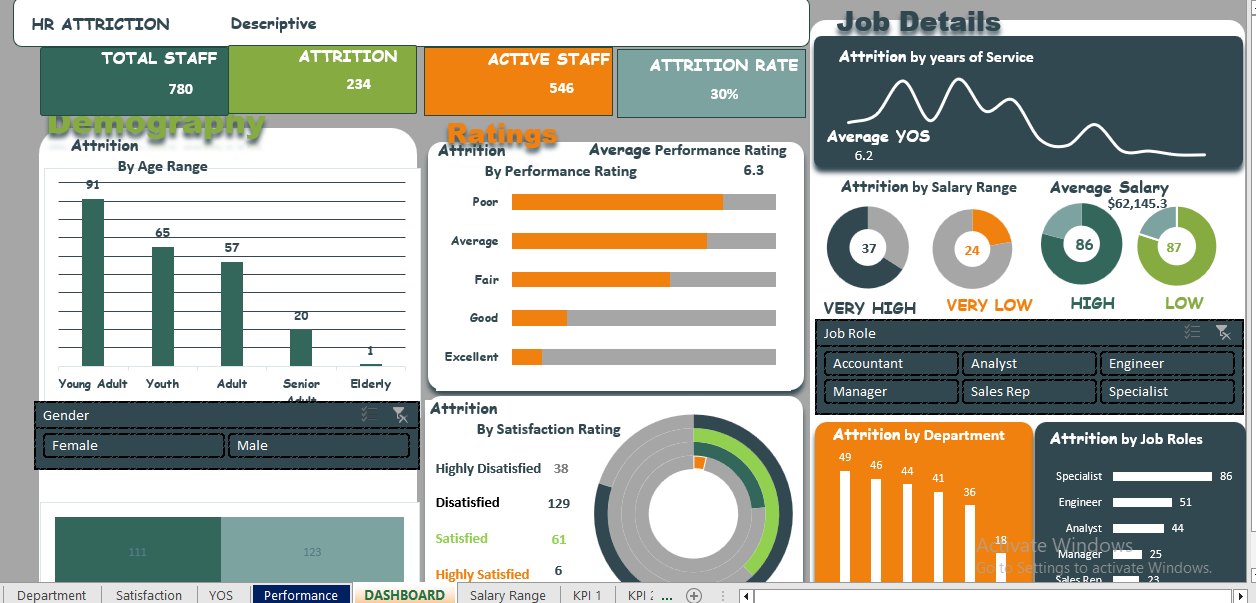 HR ATTRICTION
Descriptive
TOTAL STAFF
780
ATTRITION
234
ACTIVE STAFF
546
ATTRITION RATE
30%
Demography
Attrition
By Age Range
91
65
57
20
1
Young Adult
Youth
Adult
Senior Adult
Elderly
Gender
Female
Male
111
123
Ratings
Attrition
By Performance Rating
Average Performance Rating
6.3
Poor
Average
Fair
Good
Excellent
Attrition
By Satisfaction Rating
Highly Disatisfied 38
Disatisfied 129
Satisfied 61
Highly Satisfied 6
Job Details
Attrition by years of Service
Average YOS
6.2
Attrition by Salary Range
Average Salary
$62,145.3
37
24
86
87
VERY HIGH
VERY LOW
HIGH
LOW
Job Role
Accountant
Analyst
Engineer
Manager
Sales Rep
Specialist
Attrition by Department
49
46
44
41
36
18
Attrition by Job Roles
Specialist 86
Engineer 51
Analyst 44
Manager 25
Sales Rep 23
Activate Windows
Go to Settings to activate Windows.
Department
Satisfaction
YOS
Performance
DASHBOARD
Salary Range
KPI 1
KPI 2 ...